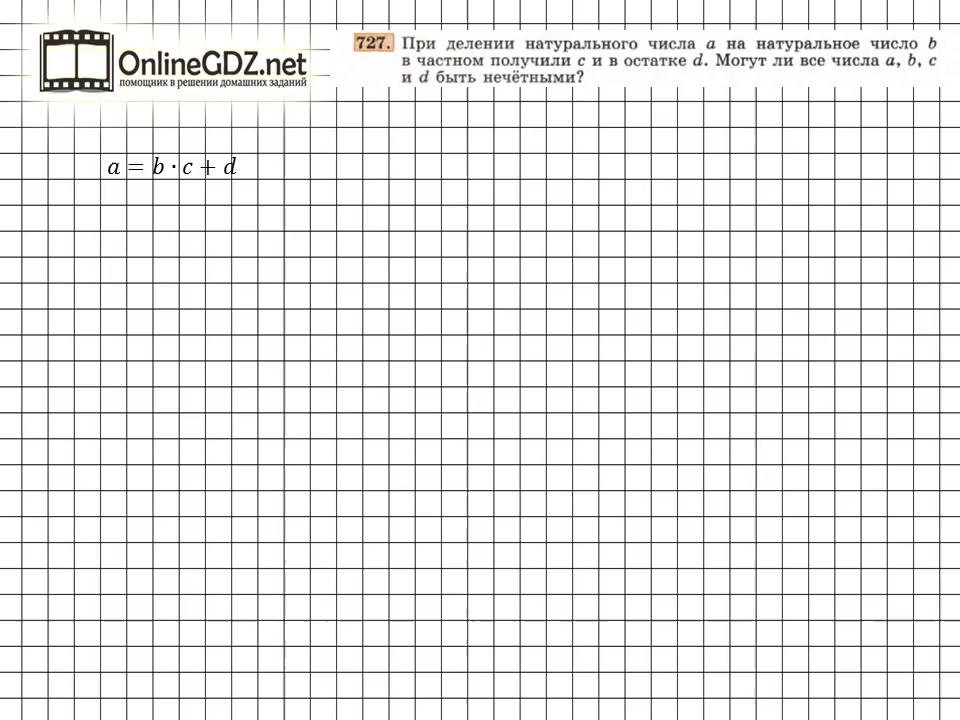 OnlineGDZ.net
помощник в решении домашних заданий
727. При делении натурального числа a на натуральное число b
в частном получили c и в остатке d. Могут ли все числа a, b, c
и d быть нечётными?
a = b · c + d